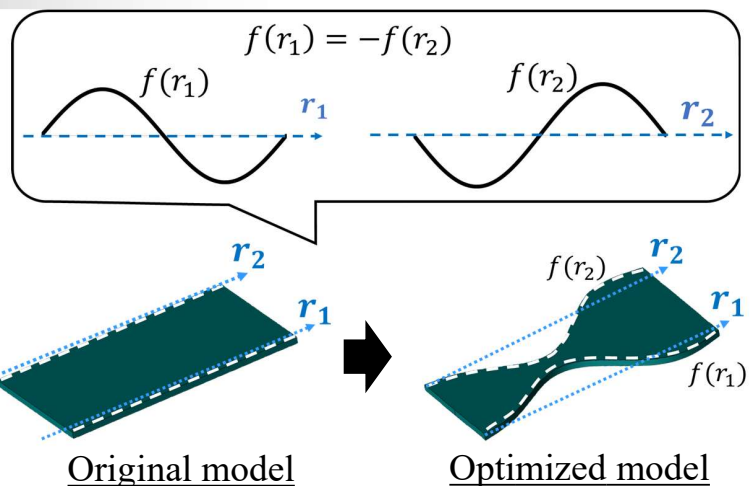 f(r₁) = −f(r₂)
f(r₁)
r₁
f(r₂)
r₂
r₂
r₁
f(r₂)
r₂
r₁
f(r₁)
Original model
Optimized model